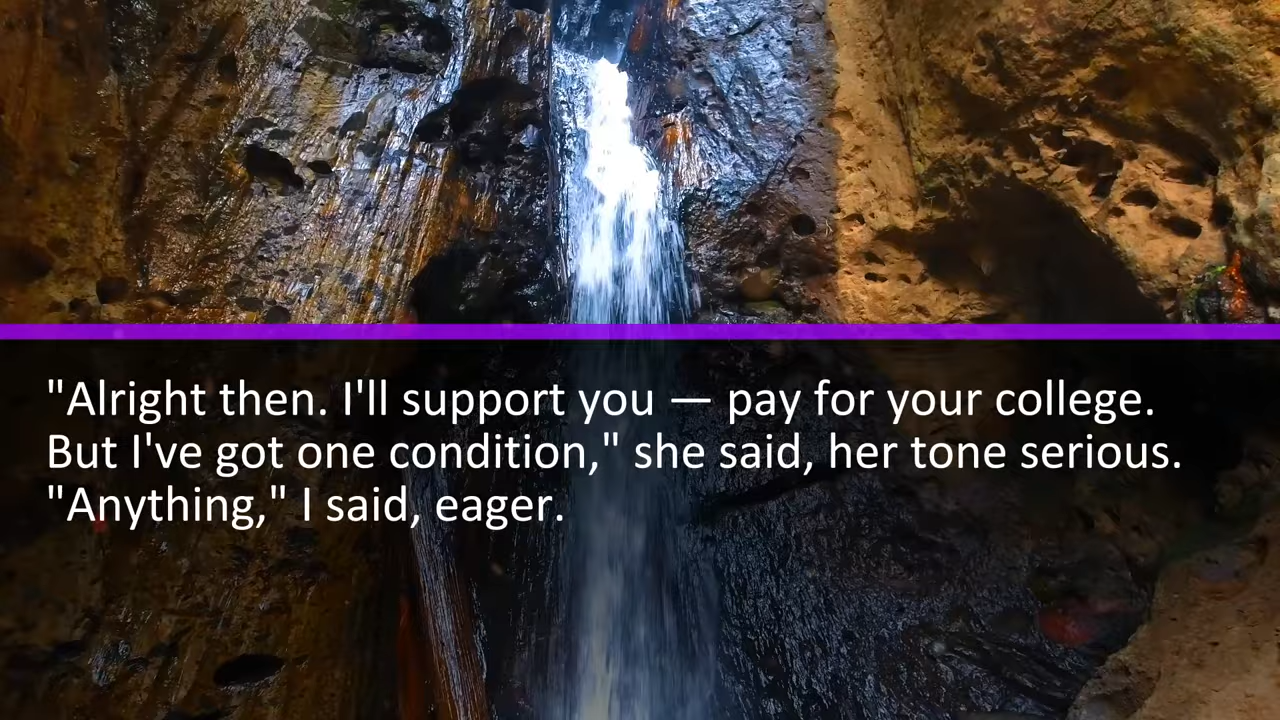 "Alright then. I'll support you — pay for your college.
But I've got one condition," she said, her tone serious.
"Anything," I said, eager.